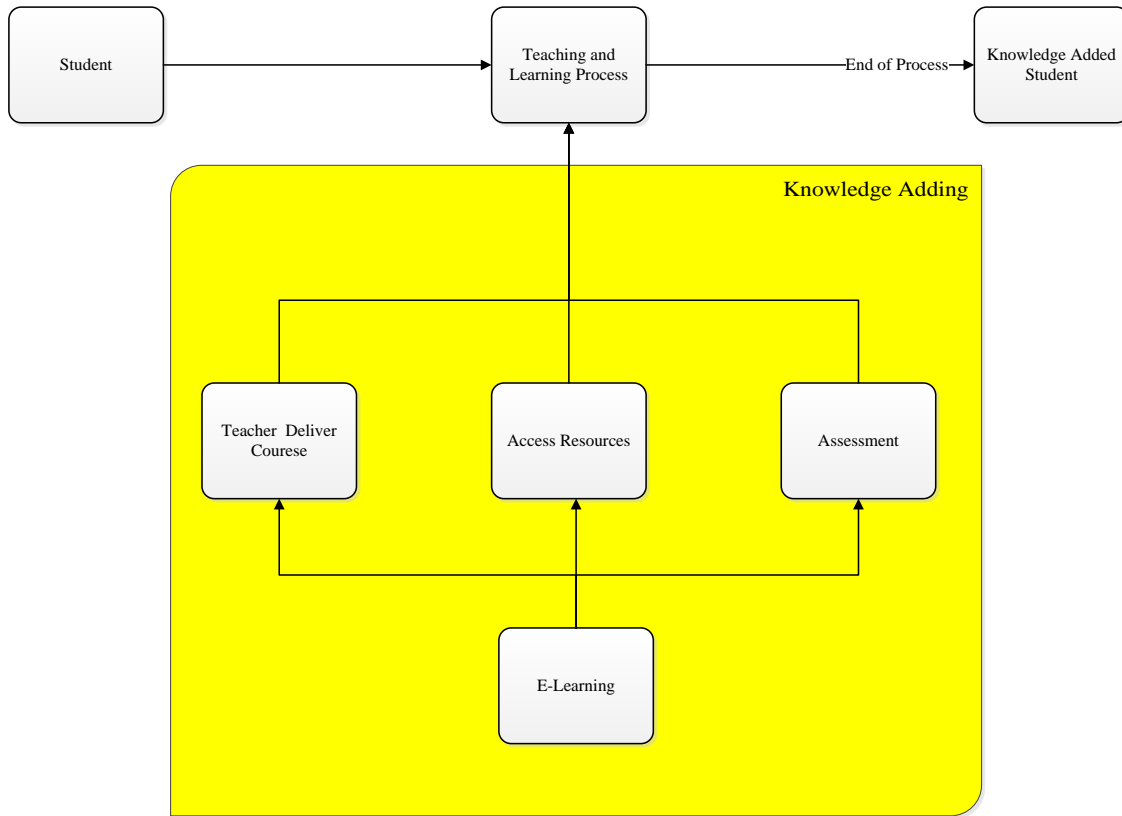 Student
Teaching and
Learning Process
End of Process
Knowledge Added
Student
Knowledge Adding
Teacher Deliver
Courese
Access Resources
Assessment
E-Learning